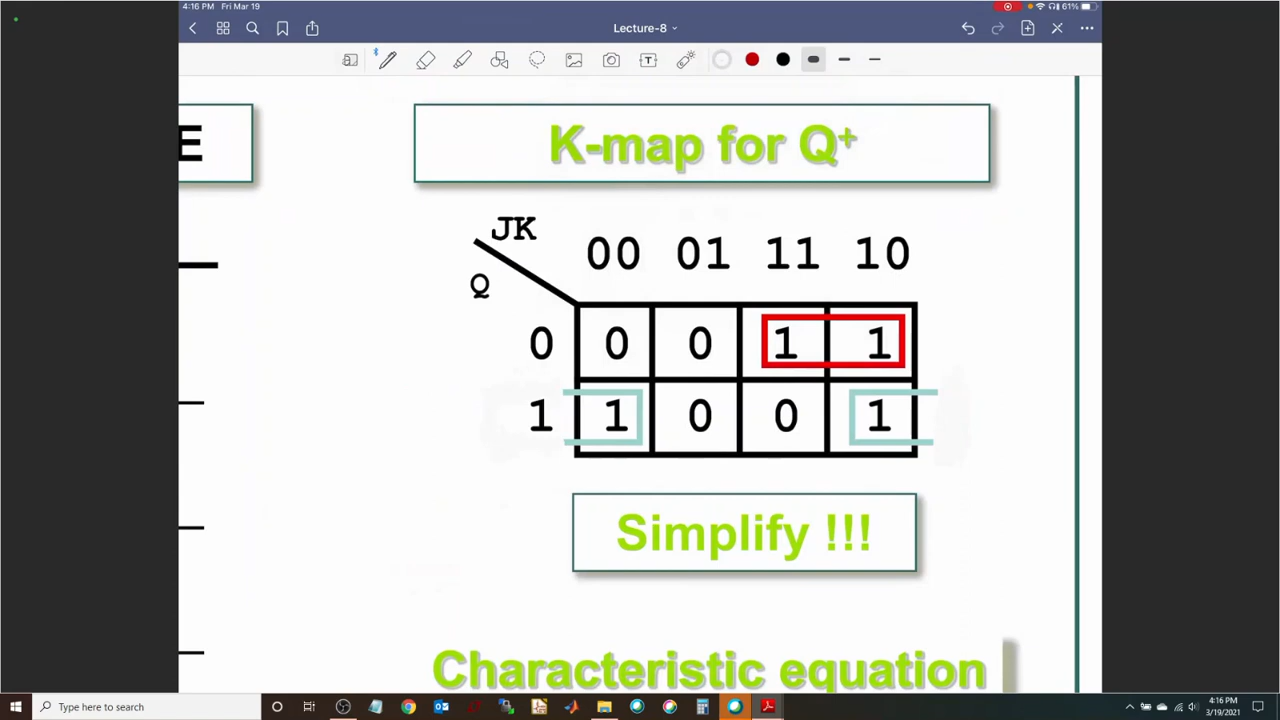 4:16 PM Fri Mar 19
61%
Lecture-8
T
E
K-map for Q+
JK
00 01 11 10
Q
0 0 0 1 1
1 1 0 0 1
Simplify !!!
Characteristic equation
Type here to search
4:16 PM
3/19/2021